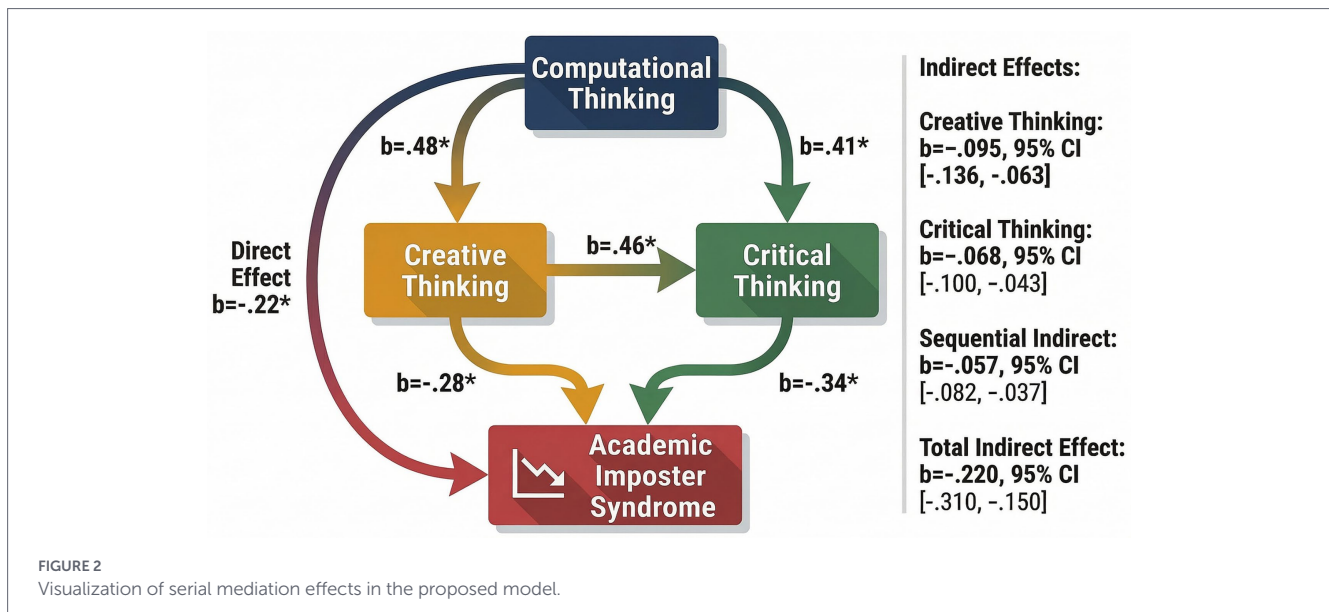 Computational
Thinking
b=.48*
b=.41*
Direct
Effect
b=-.22*
Creative
Thinking
b=.46*
Critical
Thinking
b=-.28*
b=-.34*
Academic
Imposter
Syndrome
Indirect Effects:
Creative Thinking:
b=−.095, 95% CI
[-.136, -.063]
Critical Thinking:
b=−.068, 95% CI
[-.100, −.043]
Sequential Indirect:
b=-.057, 95% CI
[-.082, −.037]
Total Indirect Effect:
b=-.220, 95% CI
[-.310, −.150]
FIGURE 2
Visualization of serial mediation effects in the proposed model.